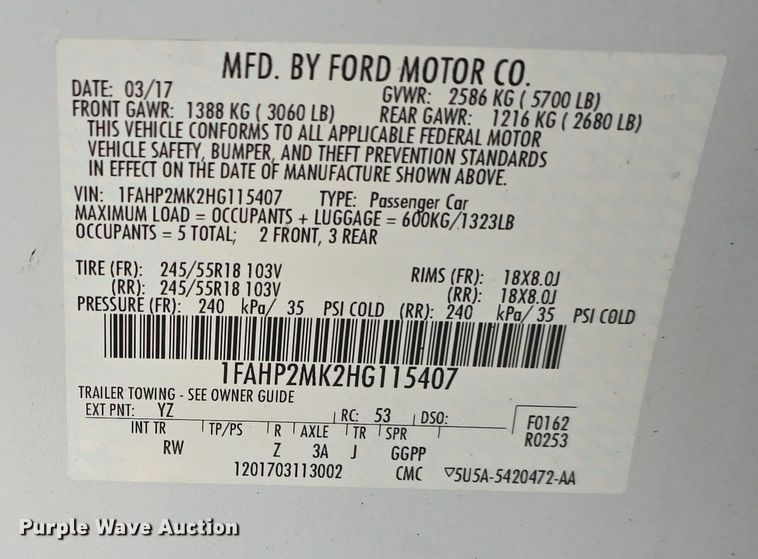 MFD. BY FORD MOTOR CO.
DATE: 03/17 GVWR: 2586 KG ( 5700 LB)
FRONT GAWR: 1388 KG ( 3060 LB) REAR GAWR: 1216 KG ( 2680 LB)
THIS VEHICLE CONFORMS TO ALL APPLICABLE FEDERAL MOTOR
VEHICLE SAFETY, BUMPER, AND THEFT PREVENTION STANDARDS
IN EFFECT ON THE DATE OF MANUFACTURE SHOWN ABOVE.
VIN: 1FAHP2MK2HG115407 TYPE: Passenger Car
MAXIMUM LOAD = OCCUPANTS + LUGGAGE = 600KG/1323LB
OCCUPANTS = 5 TOTAL; 2 FRONT, 3 REAR
TIRE (FR): 245/55R18 103V RIMS (FR): 18X8.0J
(RR): 245/55R18 103V (RR): 18X8.0J
PRESSURE (FR): 240 kPa/ 35 PSI COLD (RR): 240 kPa/ 35 PSI COLD
1FAHP2MK2HG115407
TRAILER TOWING - SEE OWNER GUIDE
EXT PNT: YZ RC: 53 DSO: F0162
INT TR TP/PS R AXLE TR SPR R0253
RW Z 3A J GGPP
1201703113002 CMC ▽5U5A-5420472-AA
Purple Wave Auction